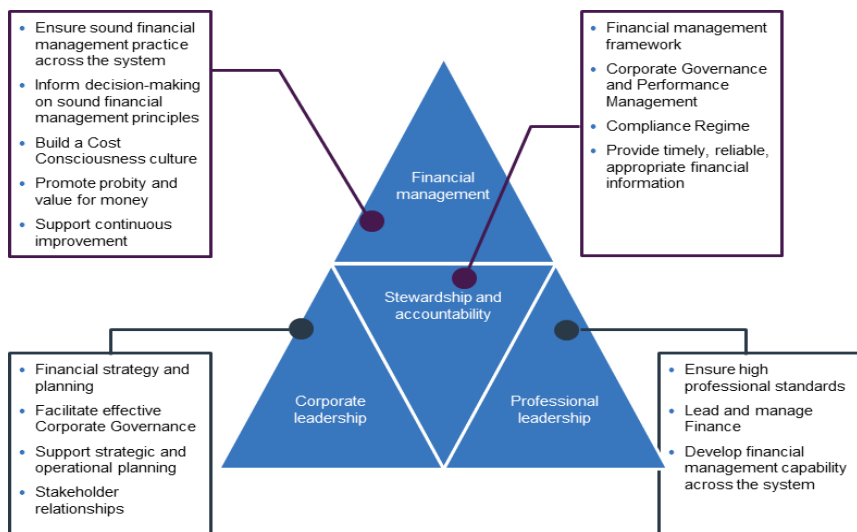 • Ensure sound financial
management practice
across the system
• Inform decision-making
on sound financial
management principles
• Build a Cost
Consciousness culture
• Promote probity and
value for money
• Support continuous
improvement
• Financial management
framework
• Corporate Governance
and Performance
Management
• Compliance Regime
• Provide timely, reliable,
appropriate financial
information
Financial
management
Stewardship and
accountability
Corporate
leadership
Professional
leadership
• Financial strategy and
planning
• Facilitate effective
Corporate Governance
• Support strategic and
operational planning
• Stakeholder
relationships
• Ensure high
professional standards
• Lead and manage
Finance
• Develop financial
management capability
across the system